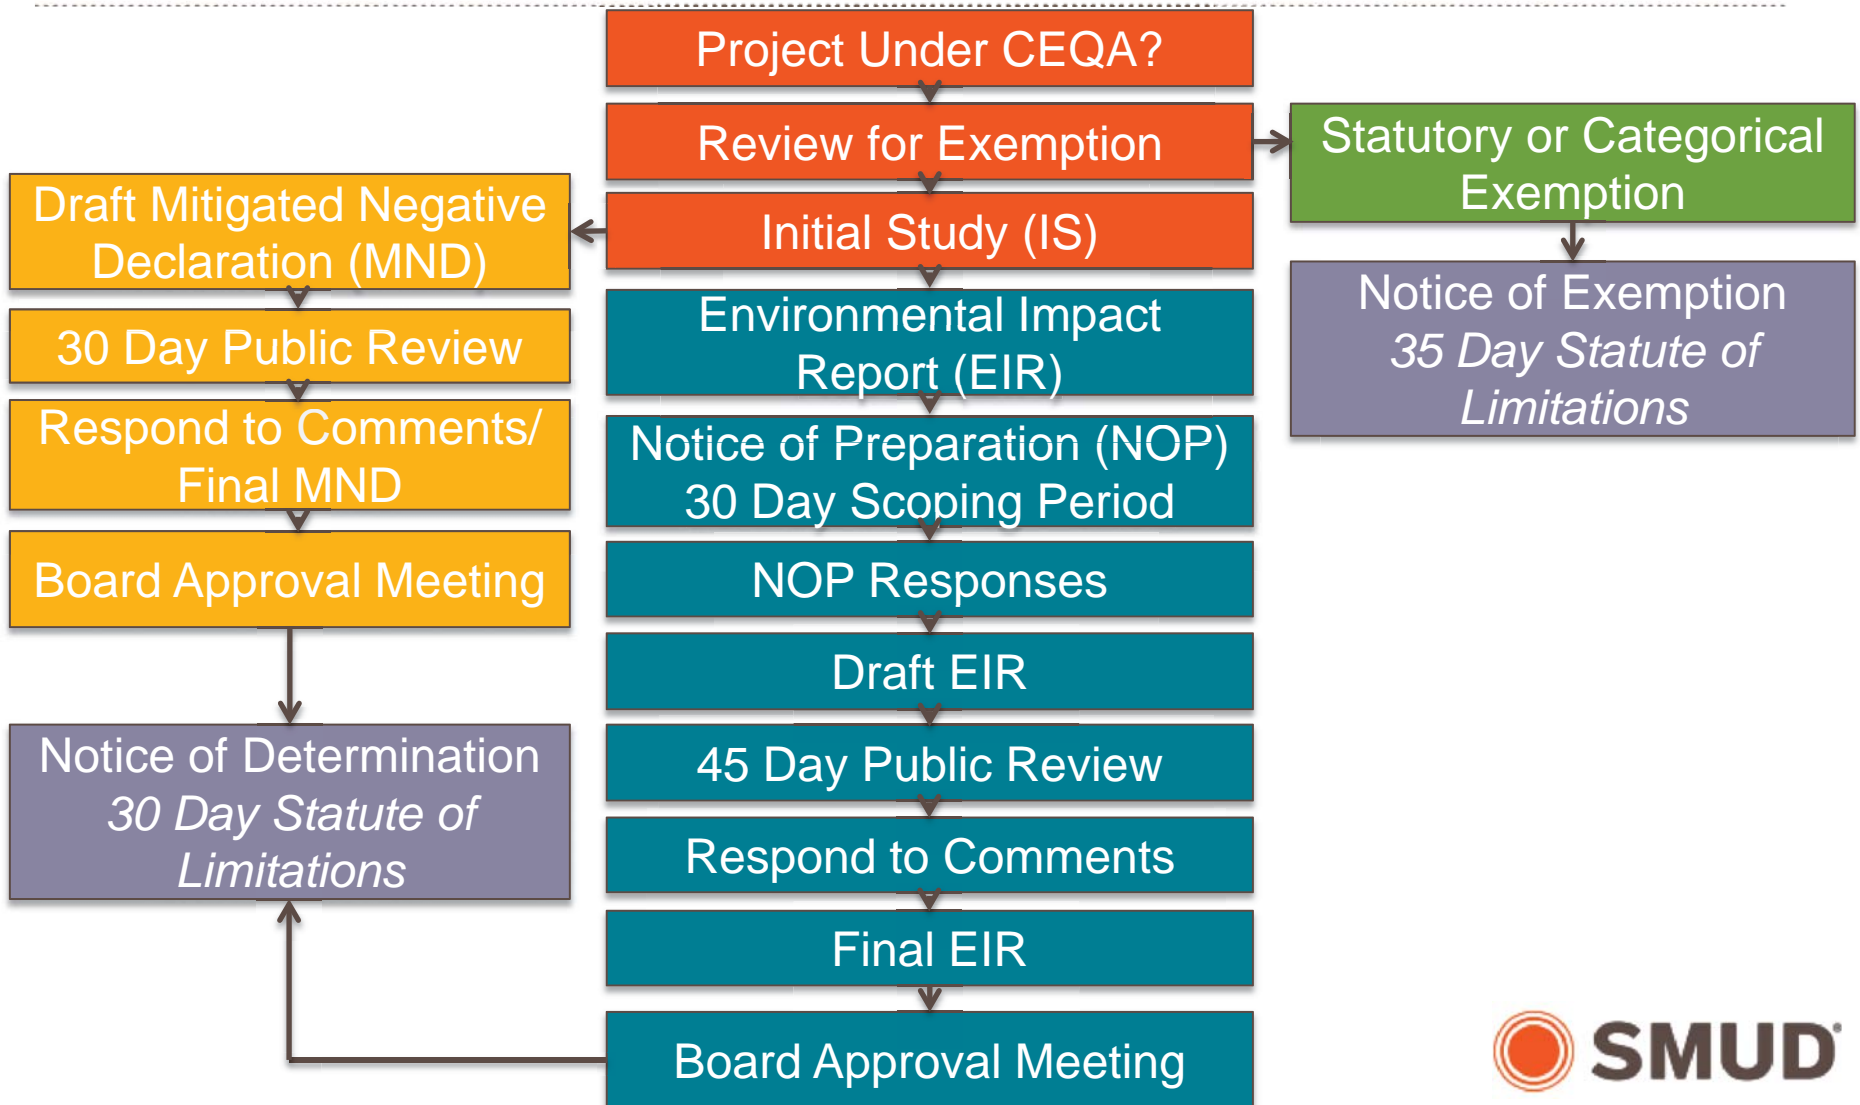 Project Under CEQA?
Review for Exemption
Statutory or Categorical
Exemption
Notice of Exemption
35 Day Statute of
Limitations
Initial Study (IS)
Draft Mitigated Negative
Declaration (MND)
30 Day Public Review
Respond to Comments/
Final MND
Board Approval Meeting
Notice of Determination
30 Day Statute of
Limitations
Environmental Impact
Report (EIR)
Notice of Preparation (NOP)
30 Day Scoping Period
NOP Responses
Draft EIR
45 Day Public Review
Respond to Comments
Final EIR
Board Approval Meeting
SMUD®